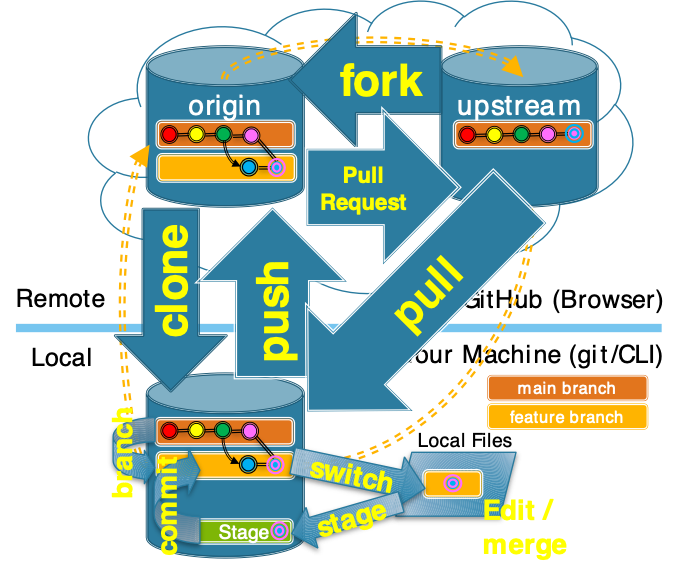 fork
origin
upstream
Pull
Request
clone
push
pull
Remote
GitHub (Browser)
Local
our Machine (git/CLI)
main branch
feature branch
branch
commit
switch
stage
Stage
Local Files
Edit /
merge